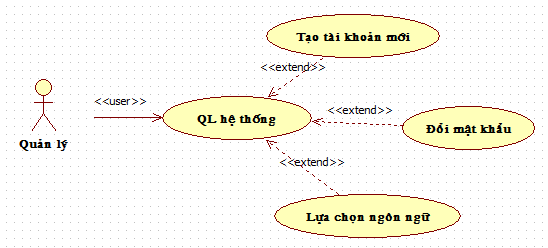 Tạo tài khoản mới
<<extend>>
<<user>>
QL hệ thống
<<extend>>
Đổi mật khẩu
Quản lý
<<extend>>
Lựa chọn ngôn ngữ